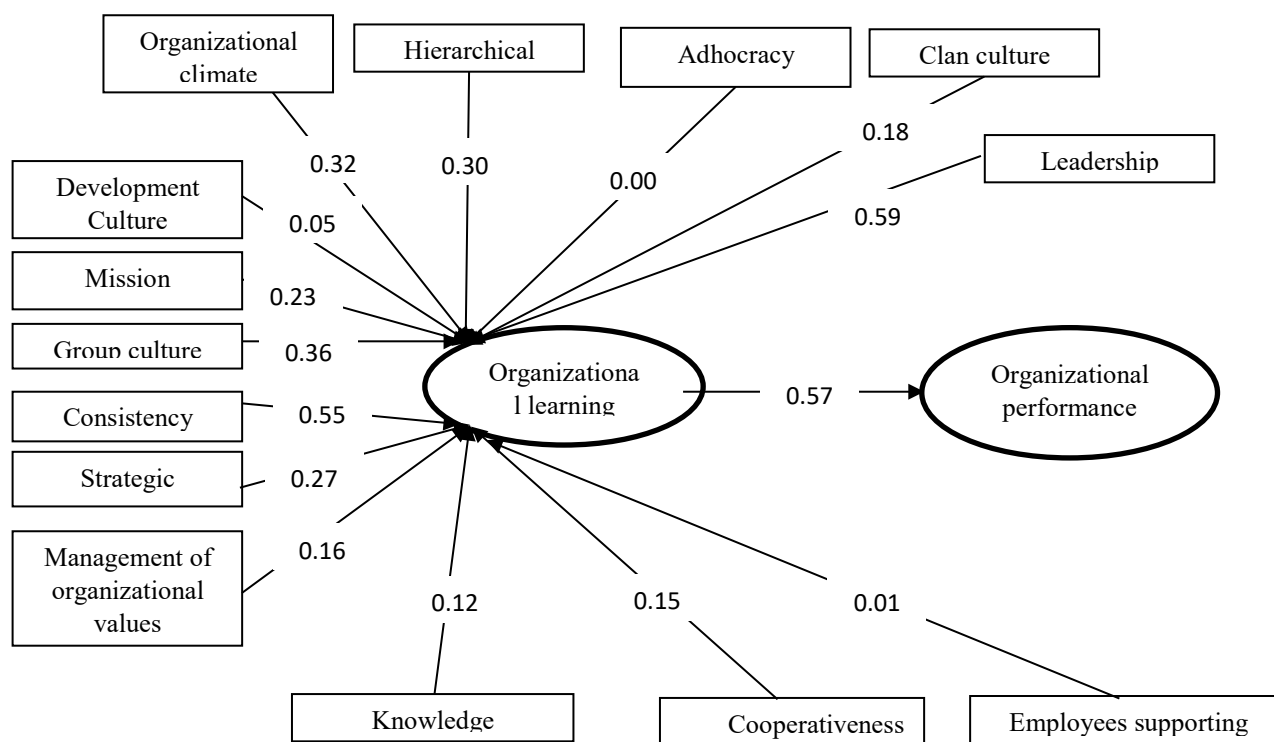 Organizational
climate
Hierarchical
Adhocracy
Clan culture
0.18
Leadership
0.32
0.30
0.00
0.59
Development
Culture
0.05
Mission
0.23
Group culture
0.36
Organizationa
l learning
0.57
Organizational
performance
Consistency
0.55
Strategic
0.27
Management of
organizational
values
0.16
0.12
0.15
0.01
Knowledge
Cooperativeness
Employees supporting